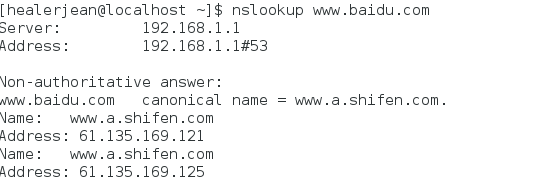 [healerjean@localhost ~]$ nslookup www.baidu.com
Server:         192.168.1.1
Address:        192.168.1.1#53

Non-authoritative answer:
www.baidu.com   canonical name = www.a.shifen.com.
Name:   www.a.shifen.com
Address: 61.135.169.121
Name:   www.a.shifen.com
Address: 61.135.169.125